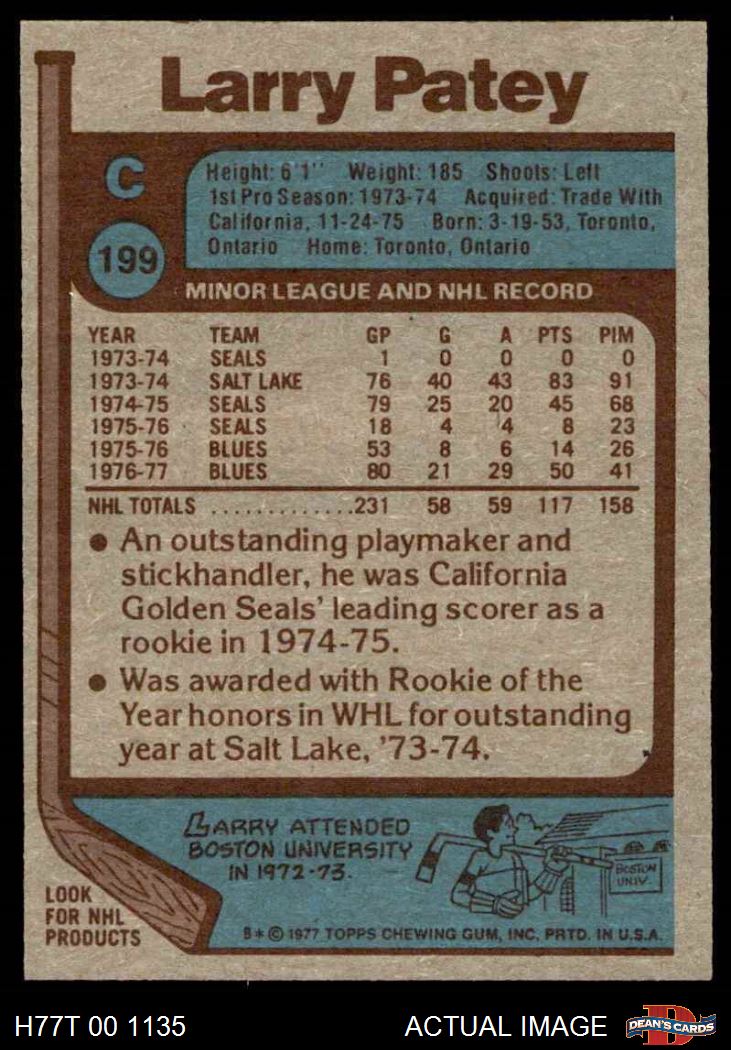 Larry Patey
C
199
Height: 6'1" Weight: 185 Shoots: Left
1st Pro Season: 1973-74 Acquired: Trade With
California, 11-24-75 Born: 3-19-53, Toronto,
Ontario Home: Toronto, Ontario
MINOR LEAGUE AND NHL RECORD
YEAR TEAM GP G A PTS PIM
1973-74 SEALS 1 0 0 0 0
1973-74 SALT LAKE 76 40 43 83 91
1974-75 SEALS 79 25 20 45 68
1975-76 SEALS 18 4 4 8 23
1975-76 BLUES 53 8 6 14 26
1976-77 BLUES 80 21 29 50 41
NHL TOTALS ............231 58 59 117 158
● An outstanding playmaker and
stickhandler, he was California
Golden Seals' leading scorer as a
rookie in 1974-75.
● Was awarded with Rookie of the
Year honors in WHL for outstanding
year at Salt Lake, '73-74.
LARRY ATTENDED
BOSTON UNIVERSITY
IN 1972-73.
BOSTON
UNIV.
LOOK
FOR NHL
PRODUCTS
B* © 1977 TOPPS CHEWING GUM, INC. PRTD. IN U.S.A.
H77T 00 1135 ACTUAL IMAGE
D
DEAN'S CARDS